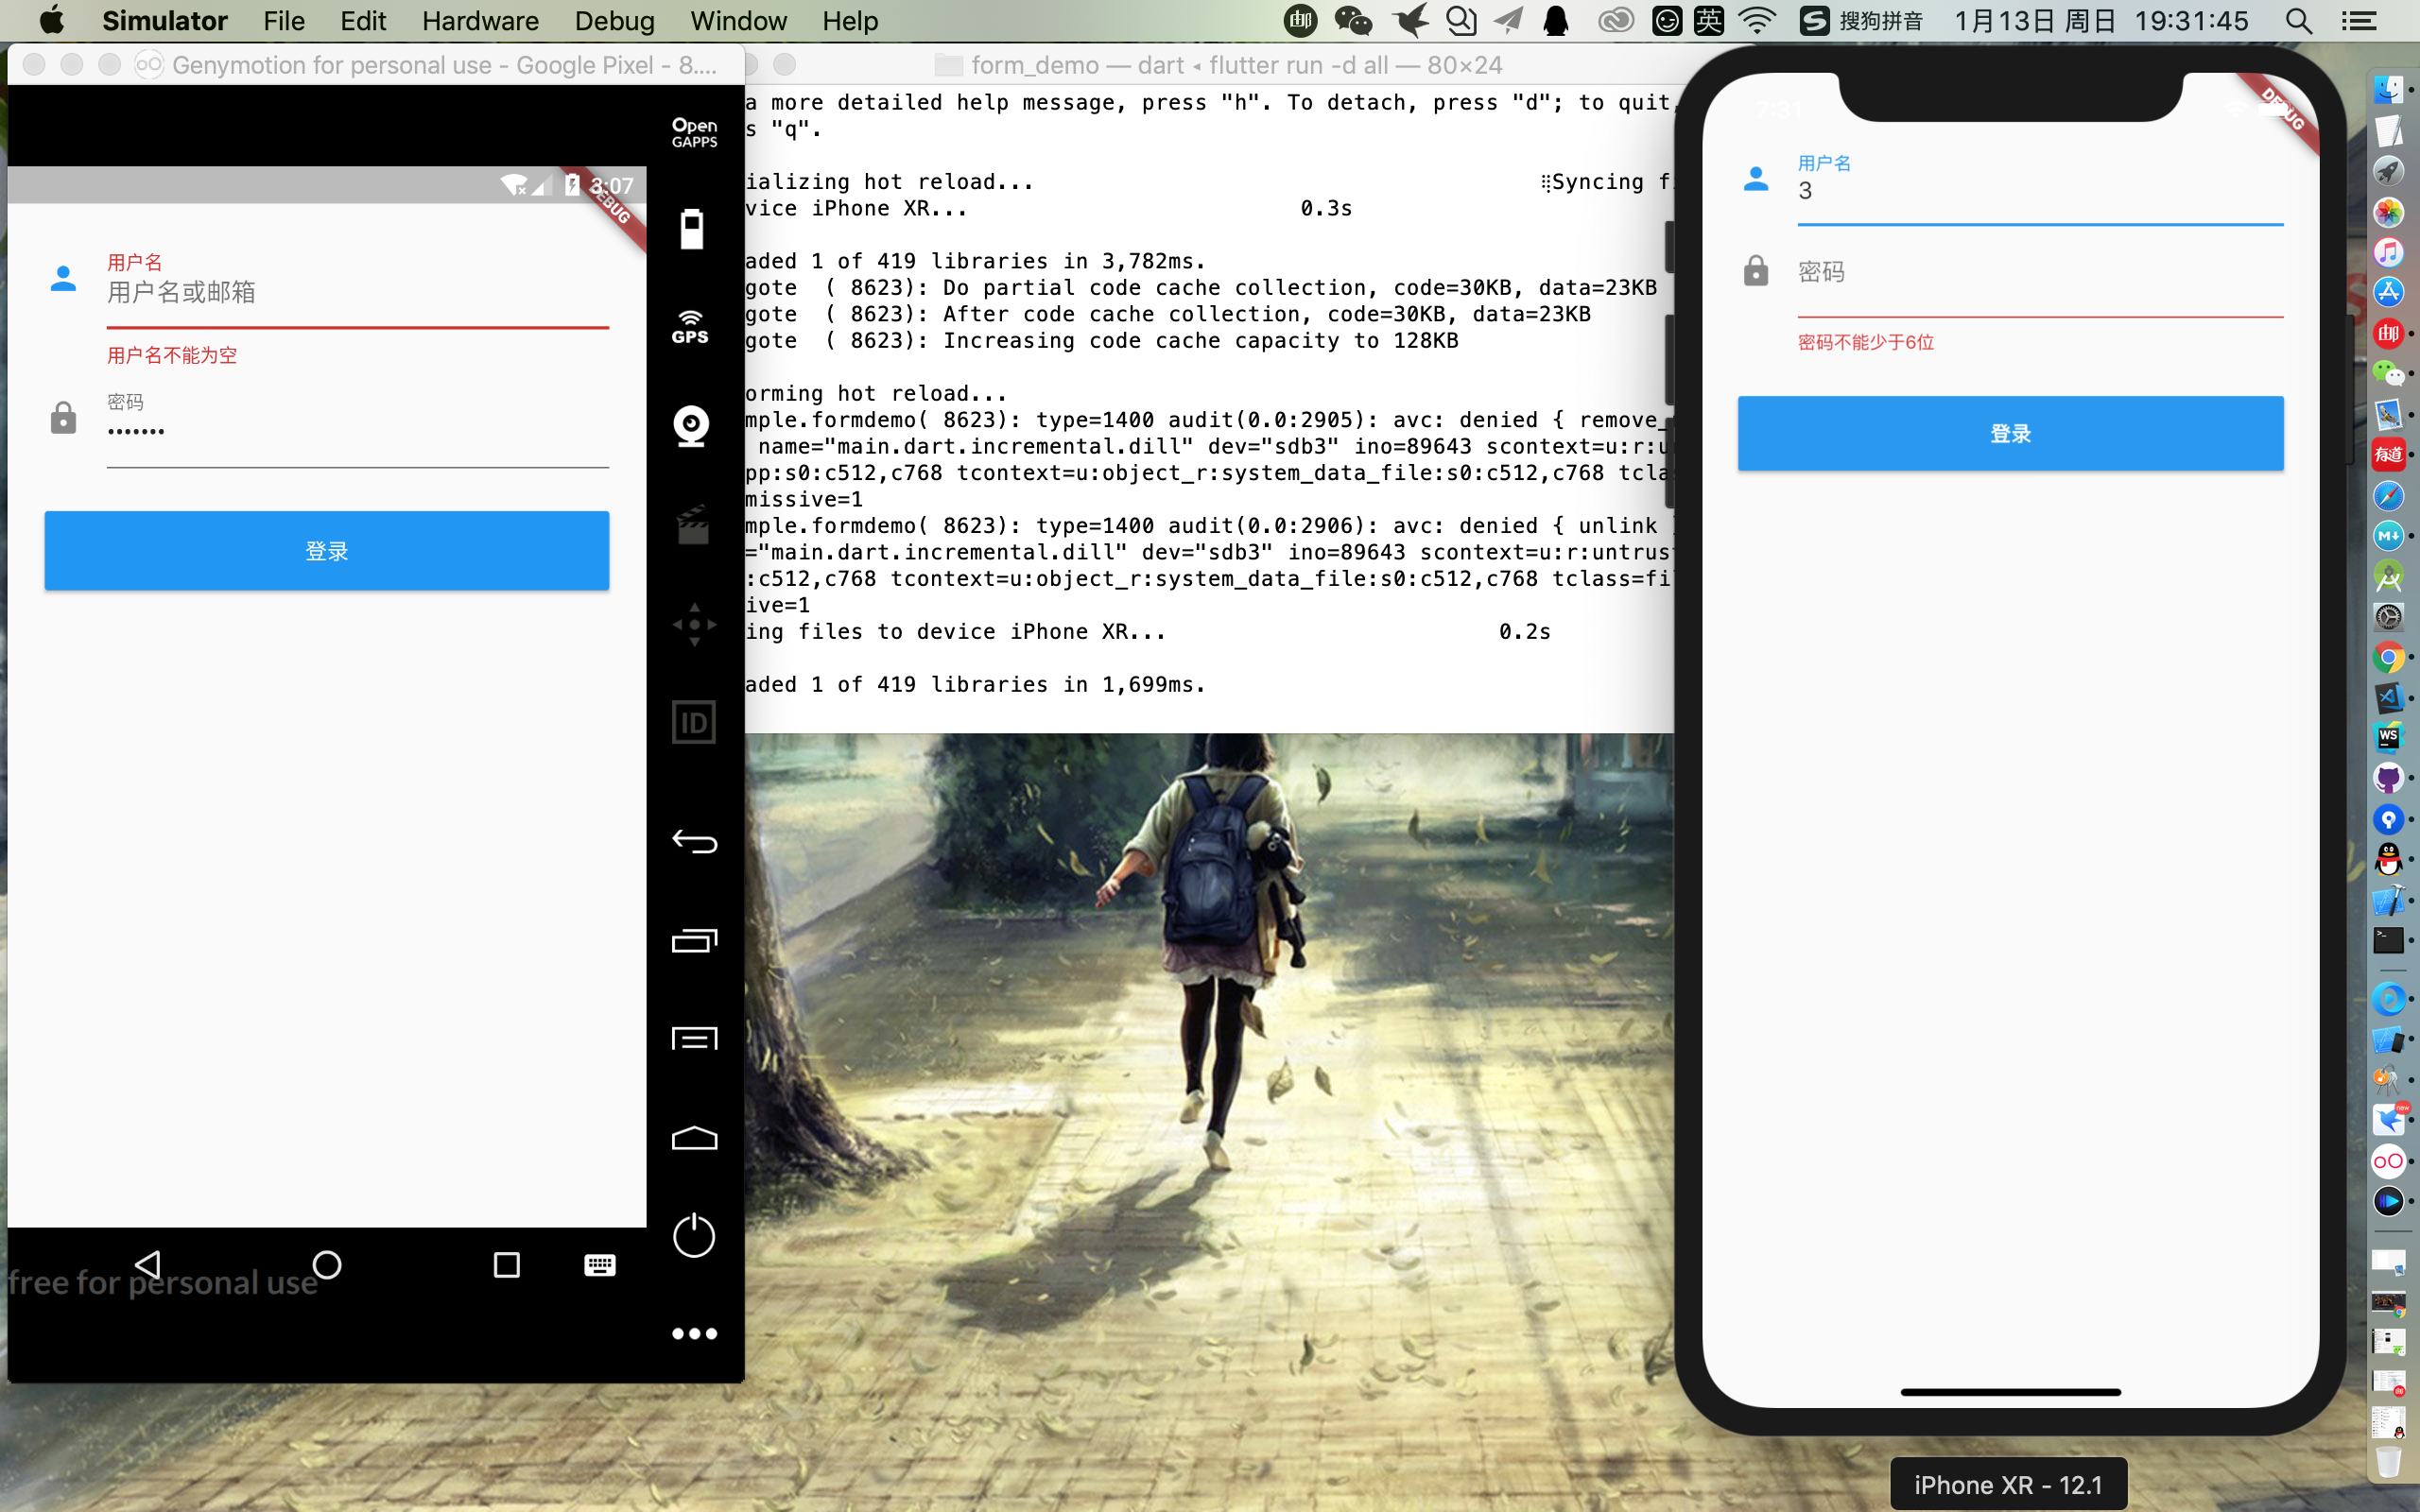 Simulator File Edit Hardware Debug Window Help
英 搜狗拼音 1月13日 周日 19:31:45
Genymotion for personal use - Google Pixel - 8....
Open
GAPPS
3:07
DEBUG
用户名
用户名或邮箱
用户名不能为空
密码
•••••••
登录
GPS
ID
free for personal use
form_demo — dart ◂ flutter run -d all — 80×24
a more detailed help message, press "h". To detach, press "d"; to quit,
s "q".
ializing hot reload...
Syncing fi
vice iPhone XR... 0.3s
aded 1 of 419 libraries in 3,782ms.
gote ( 8623): Do partial code cache collection, code=30KB, data=23KB
gote ( 8623): After code cache collection, code=30KB, data=23KB
gote ( 8623): Increasing code cache capacity to 128KB
orming hot reload...
mple.formdemo( 8623): type=1400 audit(0.0:2905): avc: denied { remove_
name="main.dart.incremental.dill" dev="sdb3" ino=89643 scontext=u:r:u
pp:s0:c512,c768 tcontext=u:object_r:system_data_file:s0:c512,c768 tcla
missive=1
mple.formdemo( 8623): type=1400 audit(0.0:2906): avc: denied { unlink
="main.dart.incremental.dill" dev="sdb3" ino=89643 scontext=u:r:untrus
:c512,c768 tcontext=u:object_r:system_data_file:s0:c512,c768 tclass=fi
ive=1
ing files to device iPhone XR... 0.2s
aded 1 of 419 libraries in 1,699ms.
7:31
DEBUG
用户名
3
密码
密码不能少于6位
登录
iPhone XR - 12.1
邮
有道
M↓
WS
new